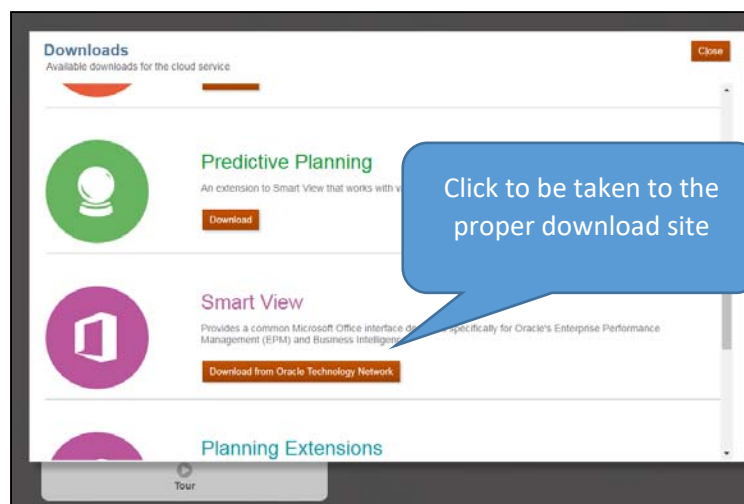 Downloads
Close
Available downloads for the cloud service
Predictive Planning
An extension to Smart View that works with
Download
Click to be taken to the
proper download site
Smart View
Provides a common Microsoft Office interface specifically for Oracle's Enterprise Performance
Management (EPM) and Business
Download from Oracle Technology Network
Planning Extensions
Tour